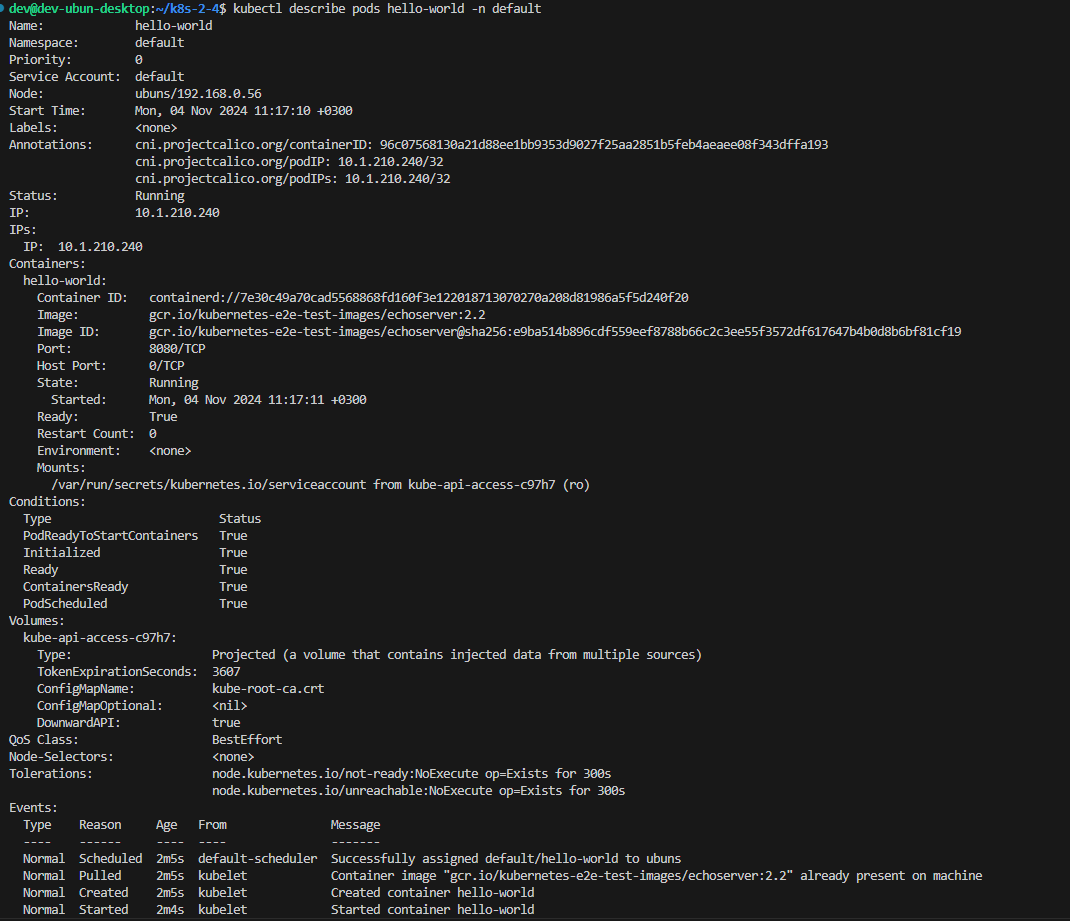 dev@dev-ubun-desktop:~/k8s-2-4$ kubectl describe pods hello-world -n default
Name:             hello-world
Namespace:        default
Priority:         0
Service Account:  default
Node:             ubuns/192.168.0.56
Start Time:       Mon, 04 Nov 2024 11:17:10 +0300
Labels:           <none>
Annotations:      cni.projectcalico.org/containerID: 96c07568130a21d88ee1bb9353d9027f25aa2851b5feb4aeaee08f343dffa193
                  cni.projectcalico.org/podIP: 10.1.210.240/32
                  cni.projectcalico.org/podIPs: 10.1.210.240/32
Status:           Running
IP:               10.1.210.240
IPs:
  IP:  10.1.210.240
Containers:
  hello-world:
    Container ID:   containerd://7e30c49a70cad5568868fd160f3e122018713070270a208d81986a5f5d240f20
    Image:          gcr.io/kubernetes-e2e-test-images/echoserver:2.2
    Image ID:       gcr.io/kubernetes-e2e-test-images/echoserver@sha256:e9ba514b896cdf559eef8788b66c2c3ee55f3572df617647b4b0d8b6bf81cf19
    Port:           8080/TCP
    Host Port:      0/TCP
    State:          Running
      Started:      Mon, 04 Nov 2024 11:17:11 +0300
    Ready:          True
    Restart Count:  0
    Environment:    <none>
    Mounts:
      /var/run/secrets/kubernetes.io/serviceaccount from kube-api-access-c97h7 (ro)
Conditions:
  Type                        Status
  PodReadyToStartContainers   True
  Initialized                 True
  Ready                       True
  ContainersReady             True
  PodScheduled                True
Volumes:
  kube-api-access-c97h7:
    Type:                    Projected (a volume that contains injected data from multiple sources)
    TokenExpirationSeconds:  3607
    ConfigMapName:           kube-root-ca.crt
    ConfigMapOptional:       <nil>
    DownwardAPI:             true
QoS Class:                   BestEffort
Node-Selectors:              <none>
Tolerations:                 node.kubernetes.io/not-ready:NoExecute op=Exists for 300s
                             node.kubernetes.io/unreachable:NoExecute op=Exists for 300s
Events:
  Type    Reason     Age   From               Message
  ----    ------     ----  ----               -------
  Normal  Scheduled  2m5s  default-scheduler  Successfully assigned default/hello-world to ubuns
  Normal  Pulled     2m5s  kubelet            Container image "gcr.io/kubernetes-e2e-test-images/echoserver:2.2" already present on machine
  Normal  Created    2m5s  kubelet            Created container hello-world
  Normal  Started    2m4s  kubelet            Started container hello-world